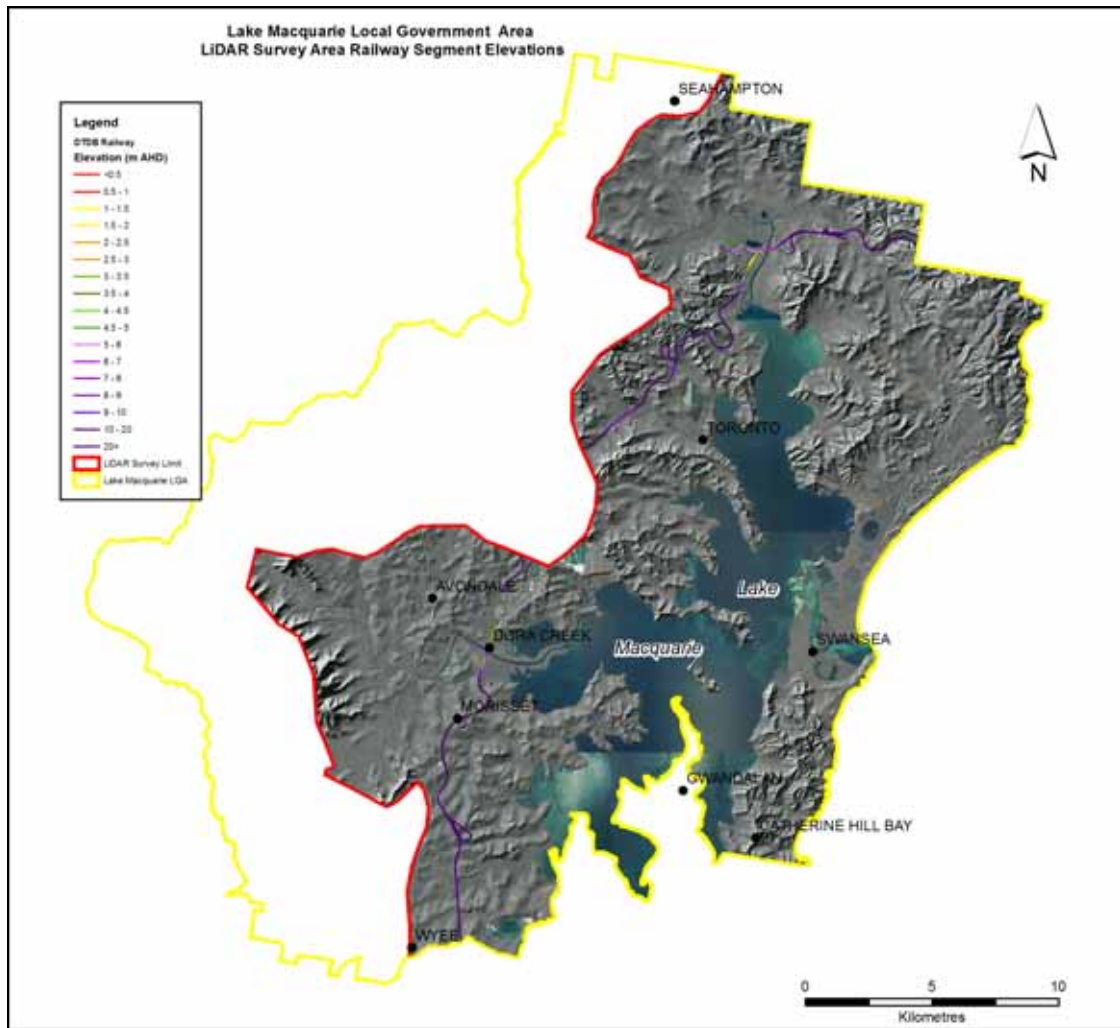 Lake Macquarie Local Government Area
LiDAR Survey Area Railway Segment Elevations
SEAHAMPTON
Legend
DTDB Railway
Elevation (m AHD)
<0.5
0.5 - 1
1 - 1.5
1.5 - 2
2 - 2.5
2.5 - 3
3 - 3.5
3.5 - 4
4 - 4.5
4.5 - 5
5 - 6
6 - 7
7 - 8
8 - 9
9 - 10
10 - 20
20+
LiDAR Survey Limit
Lake Macquarie LGA
N
TORONTO
AVONDALE
Lake
DORA CREEK
Macquarie
SWANSEA
MORISSET
GWANDALAN
CATHERINE HILL BAY
WYEE
0 5 10
Kilometres